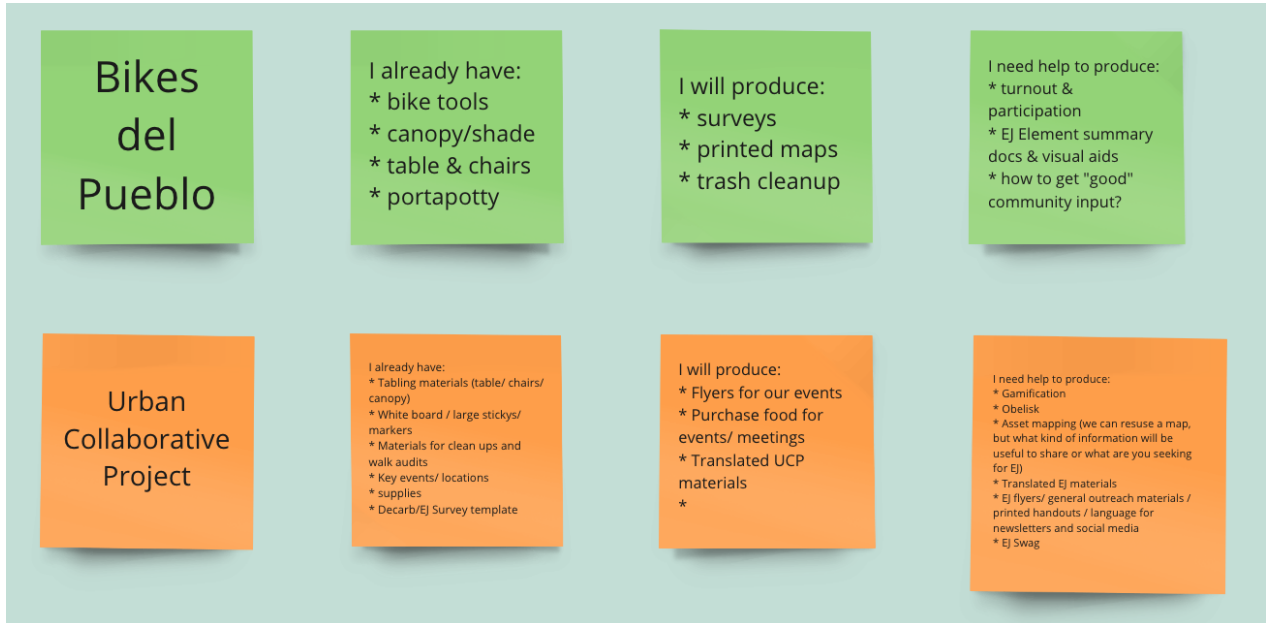 Bikes
del
Pueblo
I already have:
* bike tools
* canopy/shade
* table & chairs
* portapotty
I will produce:
* surveys
* printed maps
* trash cleanup
I need help to produce:
* turnout &
participation
* EJ Element summary
docs & visual aids
* how to get "good"
community input?
Urban
Collaborative
Project
I already have:
* Tabling materials (table/ chairs/
canopy)
* White board / large stickys/
markers
* Materials for clean ups and
walk audits
* Key events/ locations
* supplies
* Decarb/EJ Survey template
I will produce:
* Flyers for our events
* Purchase food for
events/ meetings
* Translated UCP
materials
*
I need help to produce:
* Gamification
* Obelisk
* Asset mapping (we can resuse a map,
but what kind of information will be
useful to share or what are you seeking
for EJ)
* Translated EJ materials
* EJ flyers/ general outreach materials /
printed handouts / language for
newsletters and social media
* EJ Swag